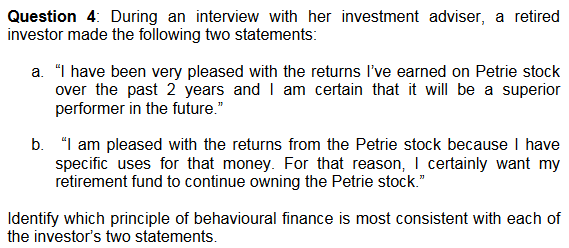 Question 4: During an interview with her investment adviser, a retired
investor made the following two statements:
a. “I have been very pleased with the returns I’ve earned on Petrie stock
over the past 2 years and I am certain that it will be a superior
performer in the future.”
b. “I am pleased with the returns from the Petrie stock because I have
specific uses for that money. For that reason, I certainly want my
retirement fund to continue owning the Petrie stock.”
Identify which principle of behavioural finance is most consistent with each of
the investor’s two statements.